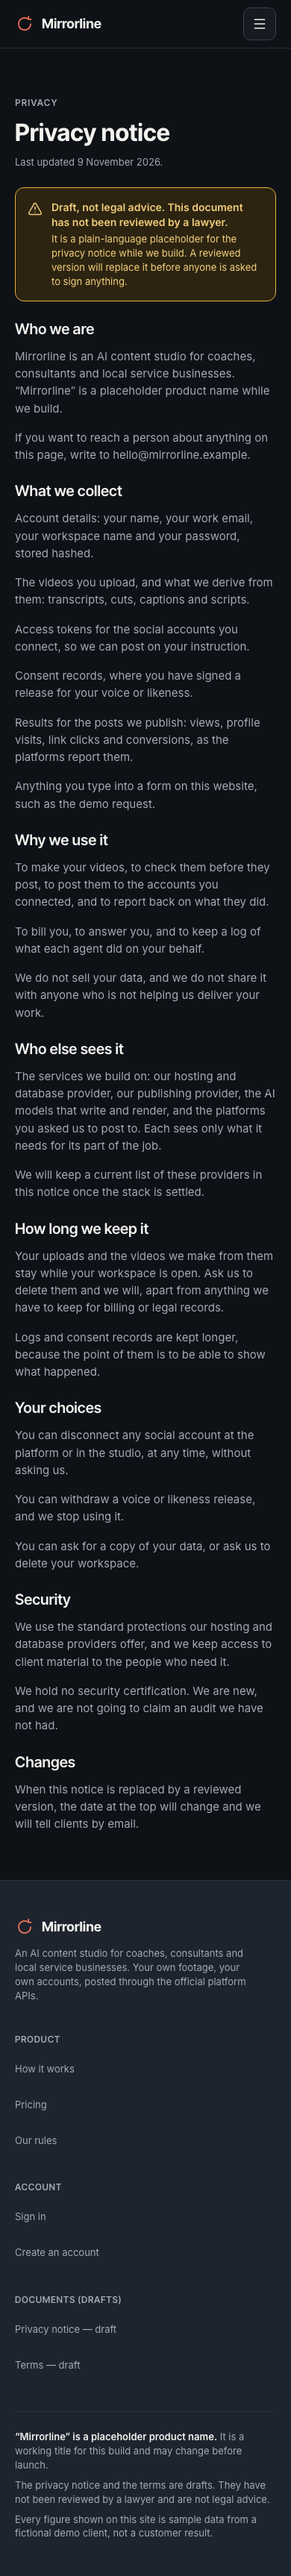 Mirrorline
PRIVACY
Privacy notice
Last updated 9 November 2026.
Draft, not legal advice. This document
has not been reviewed by a lawyer.
It is a plain-language placeholder for the
privacy notice while we build. A reviewed
version will replace it before anyone is asked
to sign anything.
Who we are
Mirrorline is an AI content studio for coaches,
consultants and local service businesses.
“Mirrorline” is a placeholder product name while
we build.
If you want to reach a person about anything on
this page, write to hello@mirrorline.example.
What we collect
Account details: your name, your work email,
your workspace name and your password,
stored hashed.
The videos you upload, and what we derive from
them: transcripts, cuts, captions and scripts.
Access tokens for the social accounts you
connect, so we can post on your instruction.
Consent records, where you have signed a
release for your voice or likeness.
Results for the posts we publish: views, profile
visits, link clicks and conversions, as the
platforms report them.
Anything you type into a form on this website,
such as the demo request.
Why we use it
To make your videos, to check them before they
post, to post them to the accounts you
connected, and to report back on what they did.
To bill you, to answer you, and to keep a log of
what each agent did on your behalf.
We do not sell your data, and we do not share it
with anyone who is not helping us deliver your
work.
Who else sees it
The services we build on: our hosting and
database provider, our publishing provider, the AI
models that write and render, and the platforms
you asked us to post to. Each sees only what it
needs for its part of the job.
We will keep a current list of these providers in
this notice once the stack is settled.
How long we keep it
Your uploads and the videos we make from them
stay while your workspace is open. Ask us to
delete them and we will, apart from anything we
have to keep for billing or legal records.
Logs and consent records are kept longer,
because the point of them is to be able to show
what happened.
Your choices
You can disconnect any social account at the
platform or in the studio, at any time, without
asking us.
You can withdraw a voice or likeness release,
and we stop using it.
You can ask for a copy of your data, or ask us to
delete your workspace.
Security
We use the standard protections our hosting and
database providers offer, and we keep access to
client material to the people who need it.
We hold no security certification. We are new,
and we are not going to claim an audit we have
not had.
Changes
When this notice is replaced by a reviewed
version, the date at the top will change and we
will tell clients by email.
Mirrorline
An AI content studio for coaches, consultants and
local service businesses. Your own footage, your
own accounts, posted through the official platform
APIs.
PRODUCT
How it works
Pricing
Our rules
ACCOUNT
Sign in
Create an account
DOCUMENTS (DRAFTS)
Privacy notice — draft
Terms — draft
“Mirrorline” is a placeholder product name. It is a
working title for this build and may change before
launch.
The privacy notice and the terms are drafts. They have
not been reviewed by a lawyer and are not legal advice.
Every figure shown on this site is sample data from a
fictional demo client, not a customer result.